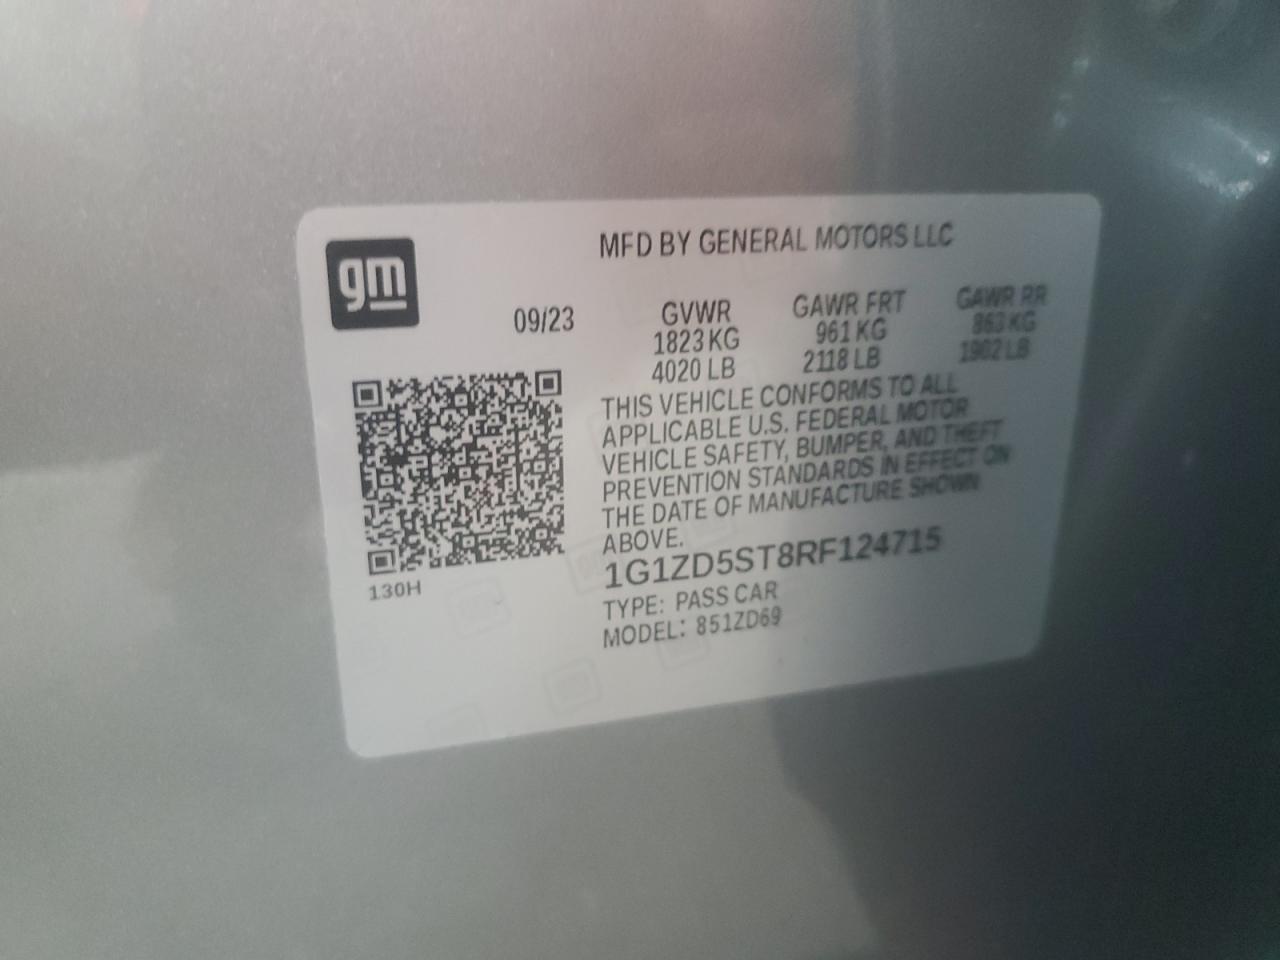 gm
MFD BY GENERAL MOTORS LLC
09/23
GVWR GAWR FRT GAWR RR
1823 KG 961 KG 863 KG
4020 LB 2118 LB 1902 LB
THIS VEHICLE CONFORMS TO ALL
APPLICABLE U.S. FEDERAL MOTOR
VEHICLE SAFETY, BUMPER, AND THEFT
PREVENTION STANDARDS IN EFFECT ON
THE DATE OF MANUFACTURE SHOWN
ABOVE.
1G1ZD5ST8RF124715
130H
TYPE: PASS CAR
MODEL: 851ZD69